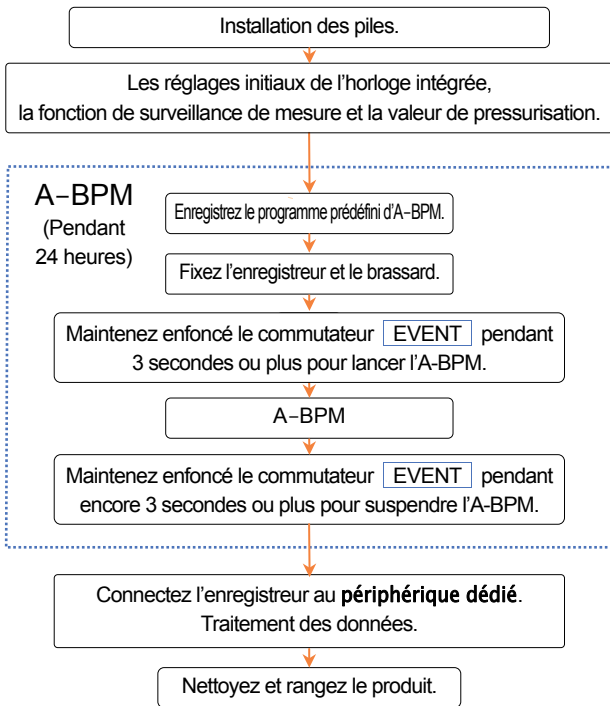 Installation des piles.
Les réglages initiaux de l'horloge intégrée,
la fonction de surveillance de mesure et la valeur de pressurisation.
A−BPM
(Pendant
24 heures)
Enregistrez le programme prédéfini d'A−BPM.
Fixez l'enregistreur et le brassard.
Maintenez enfoncé le commutateur EVENT pendant
3 secondes ou plus pour lancer l'A-BPM.
A−BPM
Maintenez enfoncé le commutateur EVENT pendant
encore 3 secondes ou plus pour suspendre l'A-BPM.
Connectez l'enregistreur au périphérique dédié.
Traitement des données.
Nettoyez et rangez le produit.